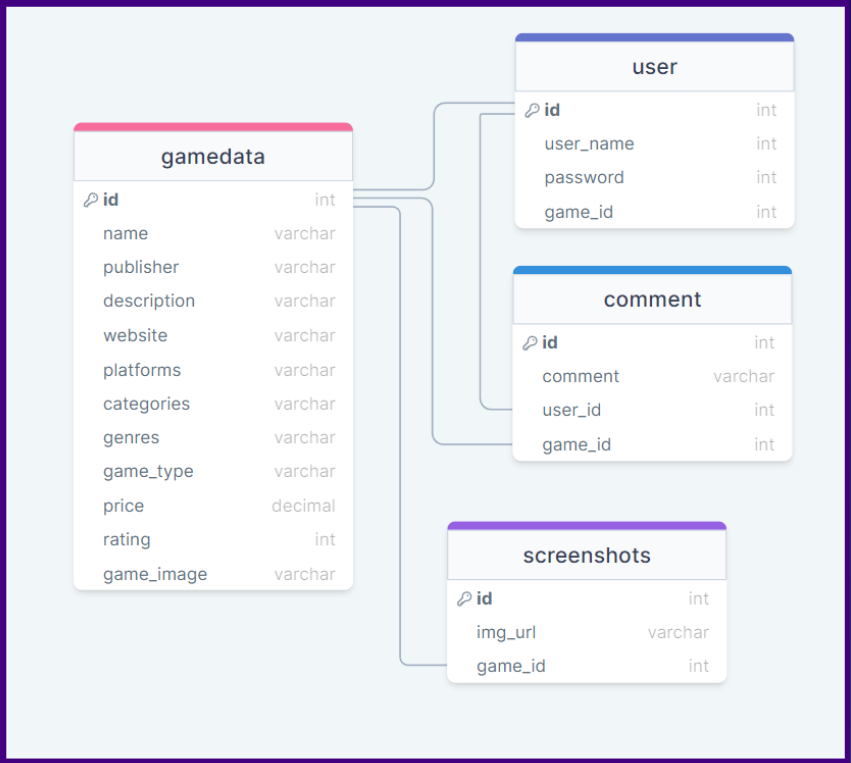 gamedata
id int
name varchar
publisher varchar
description varchar
website varchar
platforms varchar
categories varchar
genres varchar
game_type varchar
price decimal
rating int
game_image varchar
user
id int
user_name int
password int
game_id int
comment
id int
comment varchar
user_id int
game_id int
screenshots
id int
img_url varchar
game_id int